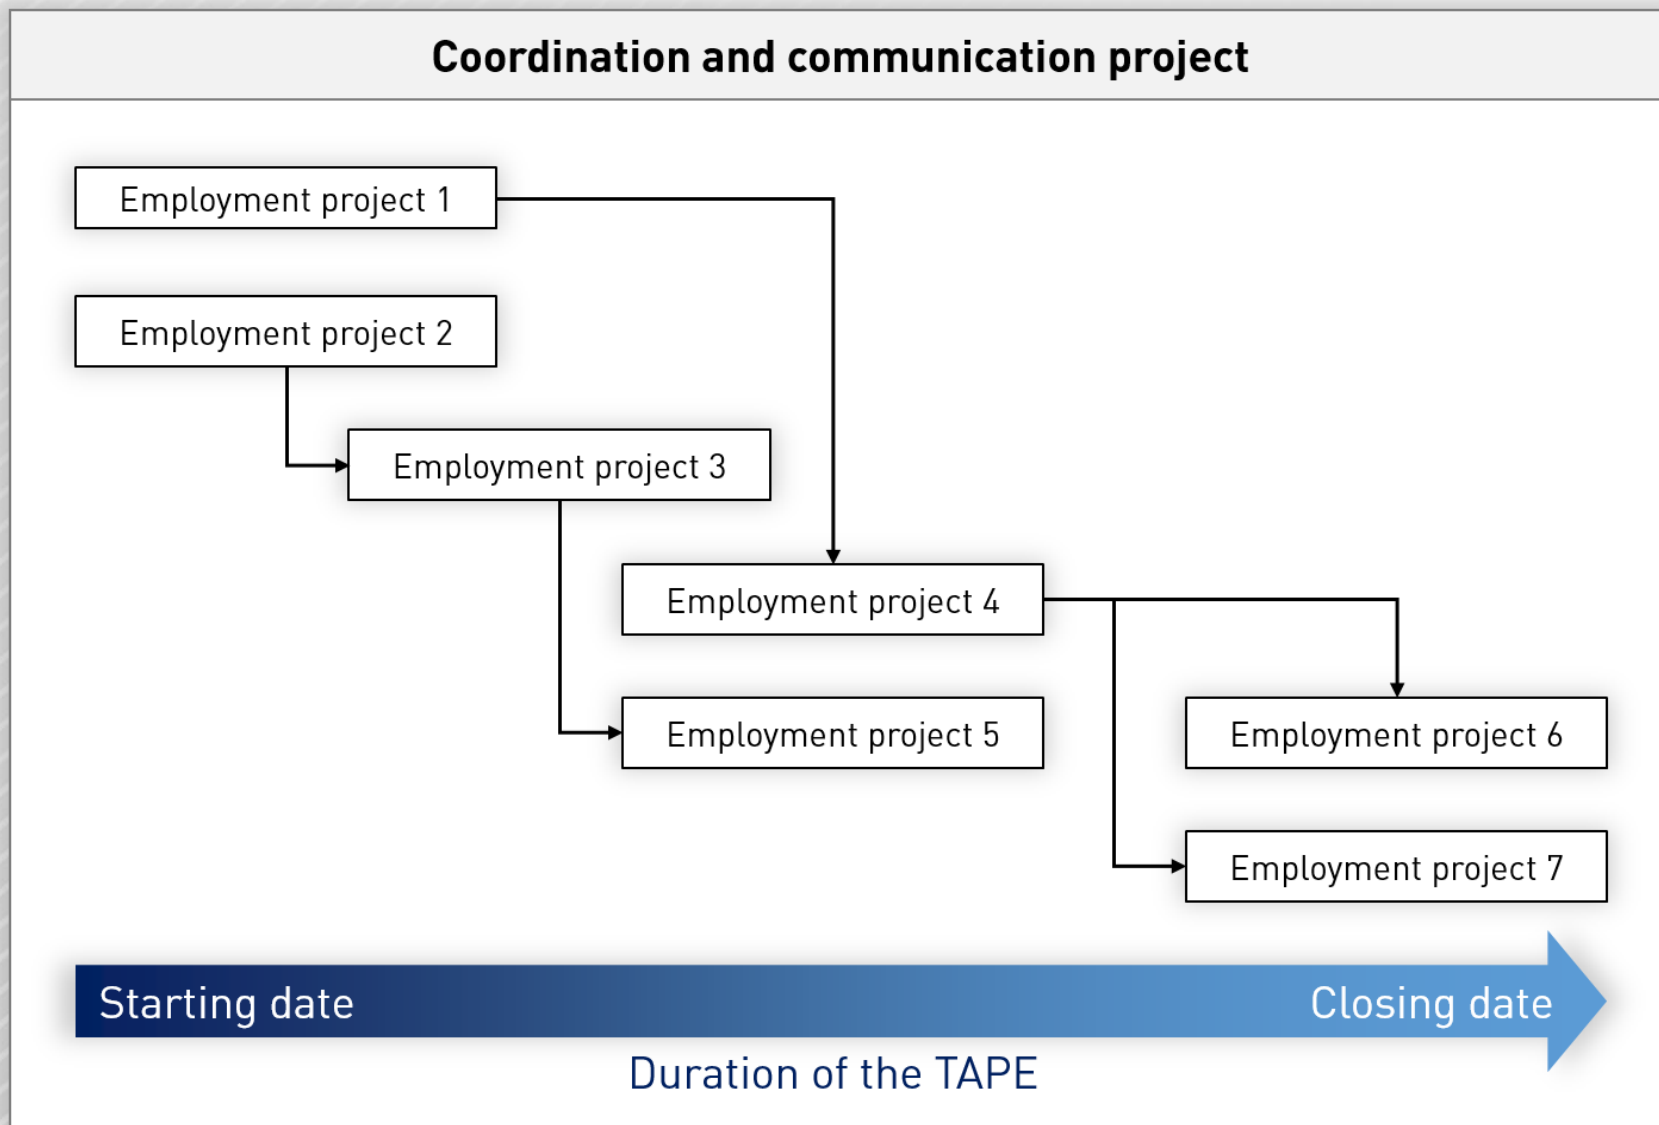 Coordination and communication project
Employment project 1
Employment project 2
Employment project 3
Employment project 4
Employment project 5
Employment project 6
Employment project 7
Starting date
Closing date
Duration of the TAPE